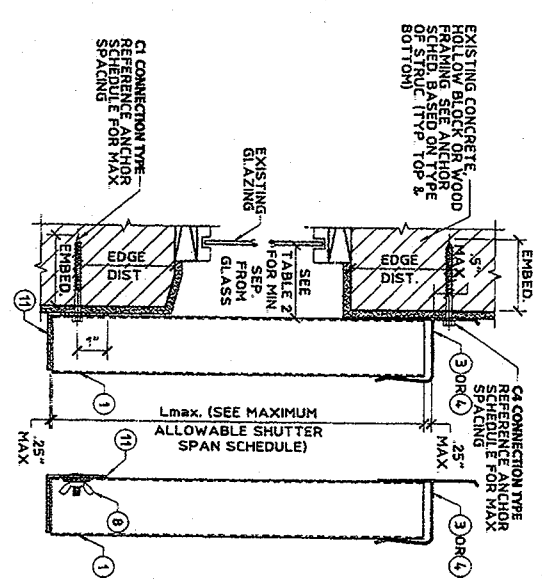 EXISTING CONCRETE,
HOLLOW BLOCK OR WOOD
FRAMING. SEE ANCHOR
SCHED. BASED ON TYPE
OF STRUC. (TYP. TOP &
BOTTOM)
EMBED.
.5"
MAX.
EDGE
DIST.
C4 CONNECTION TYPE
REFERENCE ANCHOR
SCHEDULE FOR MAX
SPACING
3 OR 4
.25"
MAX.
SEE
TABLE 2
FOR MIN.
SEP.
FROM
GLASS
EXISTING
GLAZING
C1 CONNECTION TYPE
REFERENCE ANCHOR
SCHEDULE FOR MAX
SPACING
EMBED.
EDGE
DIST.
11
1"
1
Lmax. (SEE MAXIMUM
ALLOWABLE SHUTTER
SPAN SCHEDULE)
.25"
MAX.
3 OR 4
11
8
1